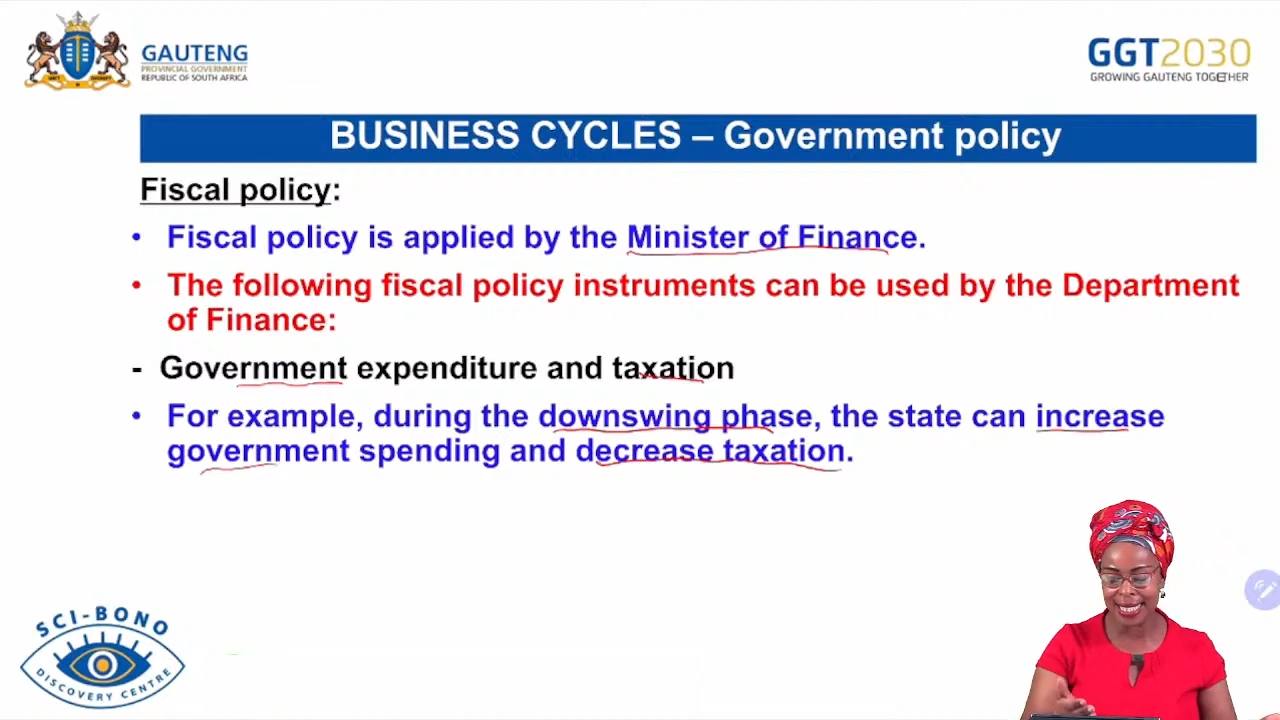 GAUTENG
PROVINCIAL GOVERNMENT
REPUBLIC OF SOUTH AFRICA
GGT2030
GROWING GAUTENG TOGETHER
BUSINESS CYCLES – Government policy
Fiscal policy:
• Fiscal policy is applied by the Minister of Finance.
• The following fiscal policy instruments can be used by the Department
of Finance:
- Government expenditure and taxation
• For example, during the downswing phase, the state can increase
government spending and decrease taxation.
SCI-BONO
DISCOVERY CENTRE